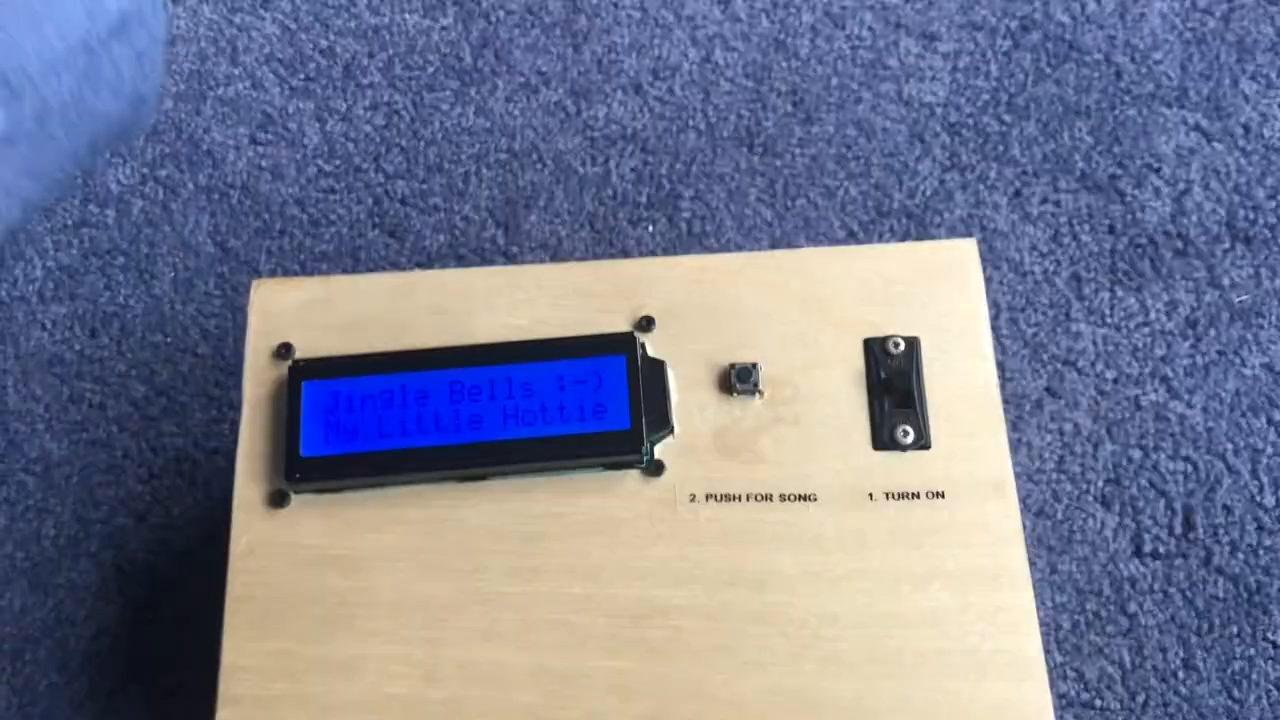 Jingle Bells :-)
My Little Hottie
2. PUSH FOR SONG
1. TURN ON